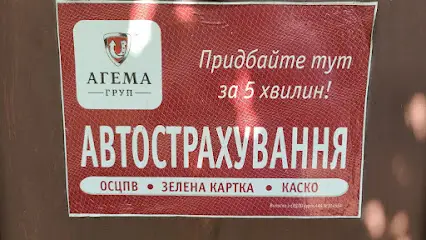 АГЕМА
ГРУП
Придбайте тут
за 5 хвилин!
АВТОСТРАХУВАННЯ
ОСЦПВ • ЗЕЛЕНА КАРТКА • КАСКО